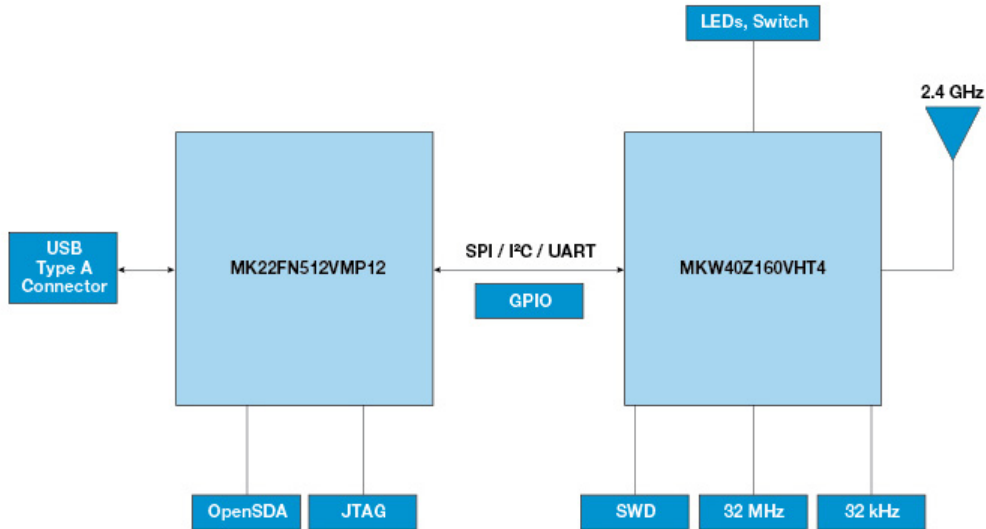 LEDs, Switch
2.4 GHz
USB
Type A
Connector
MK22FN512VMP12
SPI / I²C / UART
GPIO
MKW40Z160VHT4
OpenSDA
JTAG
SWD
32 MHz
32 kHz